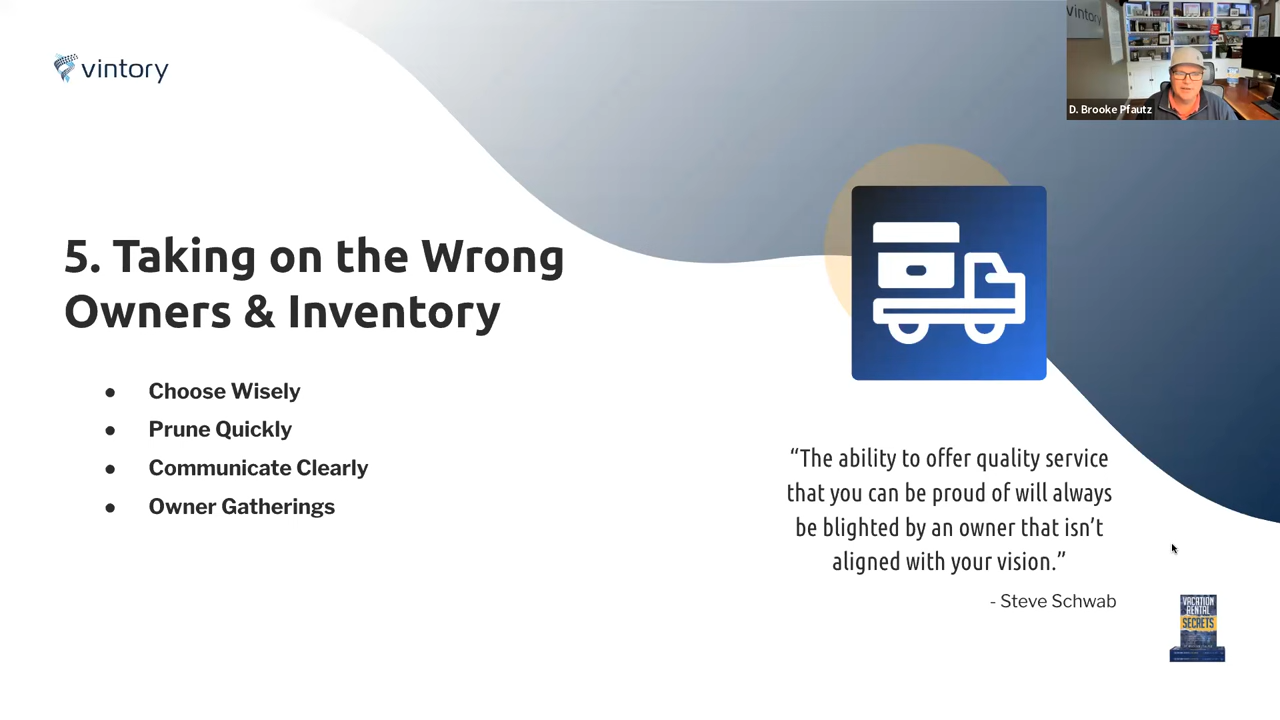 vintory
vintory
D. Brooke Pfautz
5. Taking on the Wrong
Owners & Inventory
● Choose Wisely
● Prune Quickly
● Communicate Clearly
● Owner Gatherings
“The ability to offer quality service
that you can be proud of will always
be blighted by an owner that isn’t
aligned with your vision.”
- Steve Schwab
VACATION
RENTAL
SECRETS